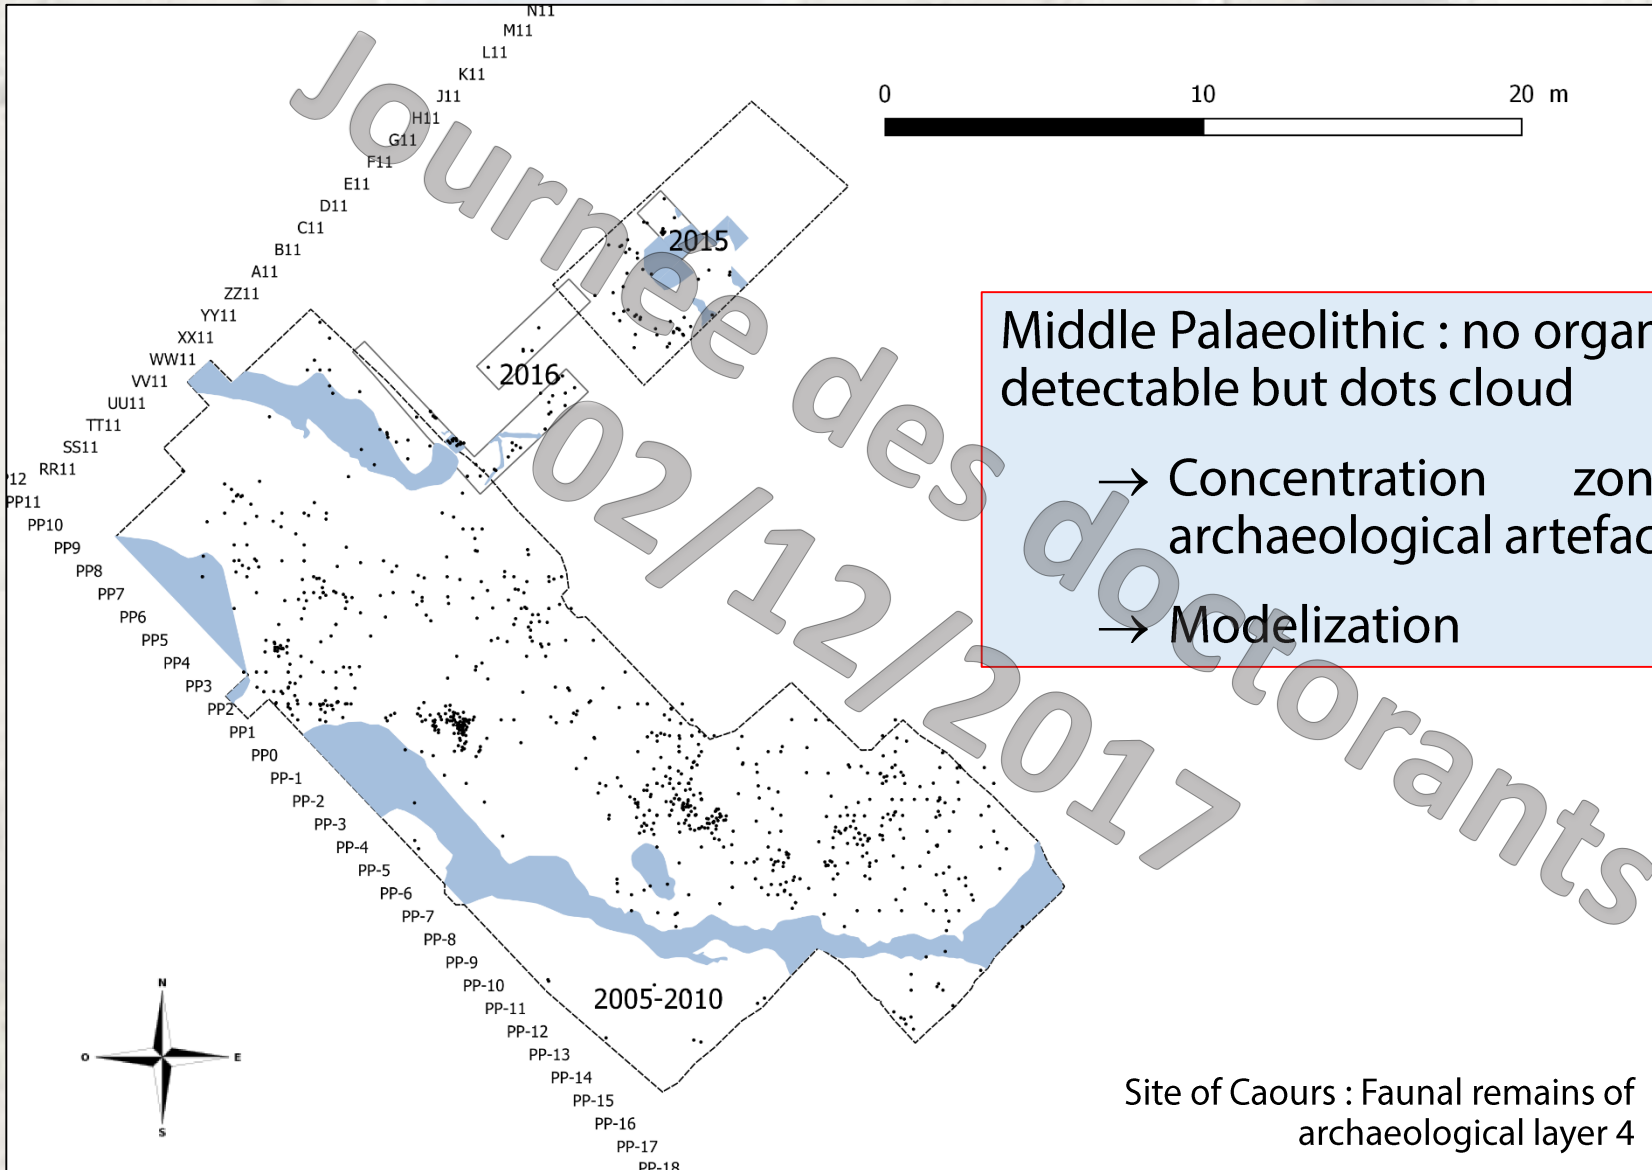 N11
M11
L11
K11
J11
H11
G11
F11
E11
D11
C11
B11
A11
ZZ11
YY11
XX11
WW11
VV11
UU11
TT11
SS11
RR11
PP11
PP10
PP9
PP8
PP7
PP6
PP5
PP4
PP3
PP2
PP1
PP0
PP-1
PP-2
PP-3
PP-4
PP-5
PP-6
PP-7
PP-8
PP-9
PP-10
PP-11
PP-12
PP-13
PP-14
PP-15
PP-16
PP-17
PP-18
0 10 20 m
2015
2016
2005-2010
Journée des doctorants
02/12/2017
Middle Palaeolithic : no organ
detectable but dots cloud
→ Concentration zon
archaeological artefac
→ Modelization
N
O E
S
Site of Caours : Faunal remains of
archaeological layer 4